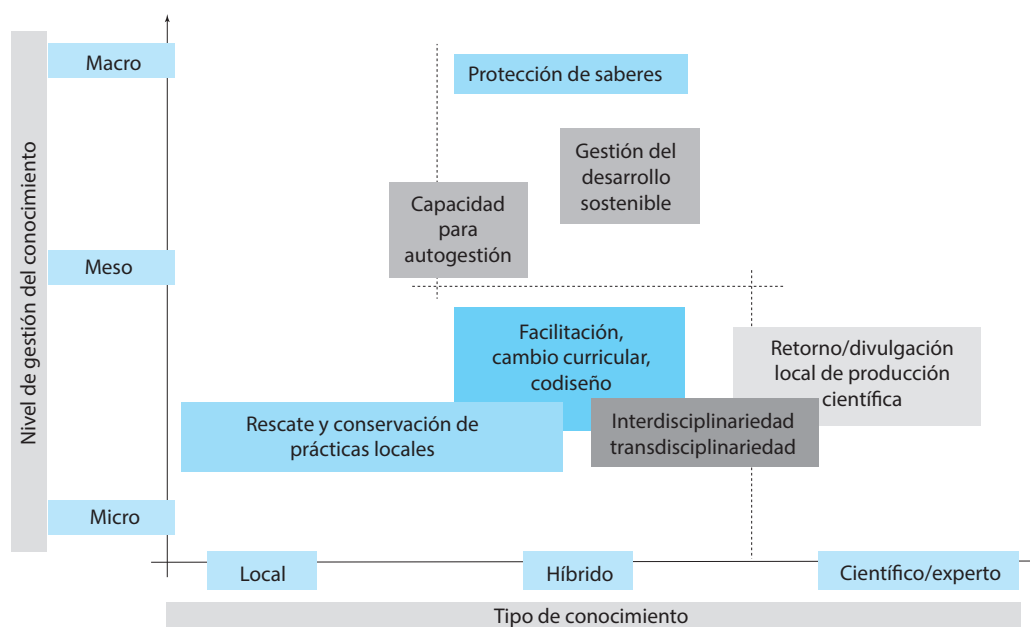 Nivel de gestión del conocimiento
Macro
Meso
Micro
Protección de saberes
Gestión del
desarrollo
sostenible
Capacidad
para
autogestión
Facilitación,
cambio curricular,
codiseño
Retorno/divulgación
local de producción
científica
Rescate y conservación de
prácticas locales
Interdisciplinariedad
transdisciplinariedad
Local
Híbrido
Científico/experto
Tipo de conocimiento